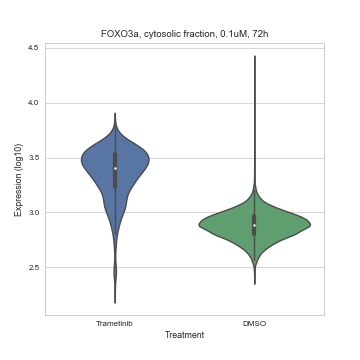 FOXO3a, cytosolic fraction, 0.1uM, 72h
4.5
4.0
3.5
3.0
2.5
Expression (log10)
Trametinib DMSO
Treatment